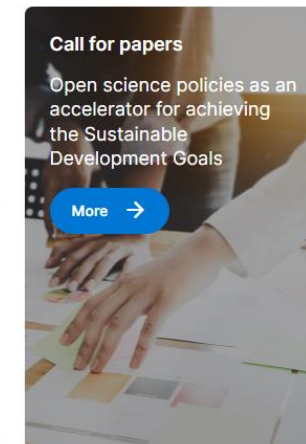 Call for papers
Open science policies as an
accelerator for achieving
the Sustainable
Development Goals
More →